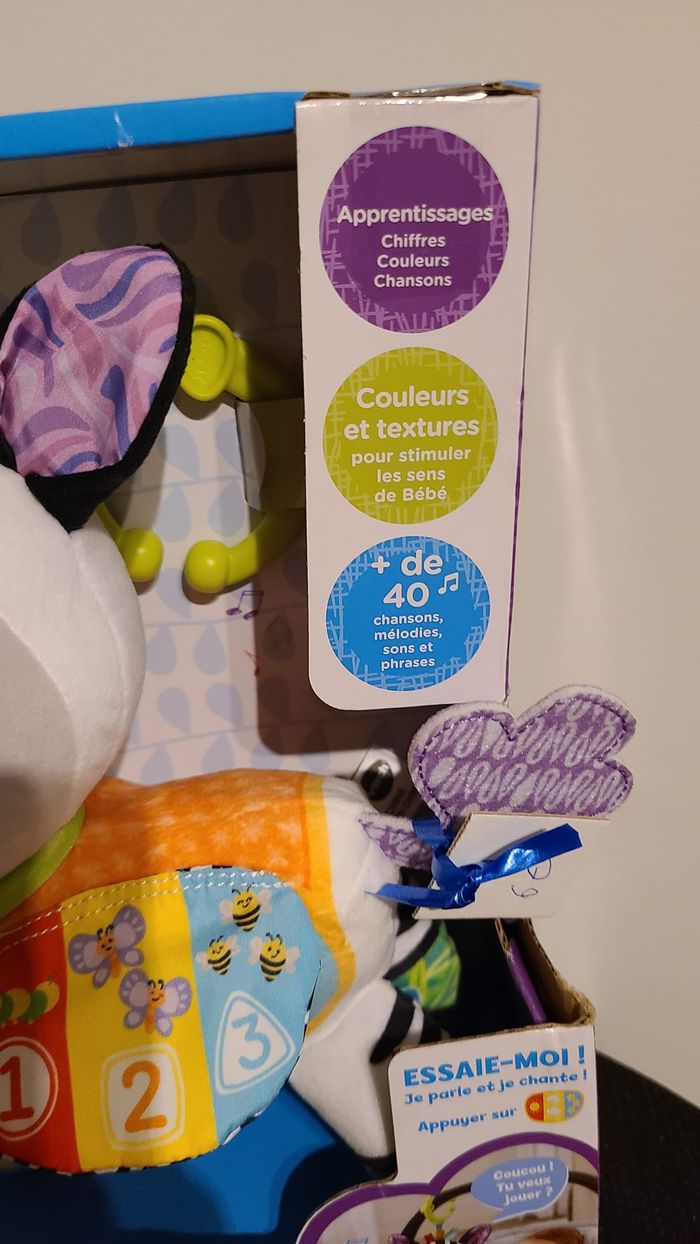 Apprentissages
Chiffres
Couleurs
Chansons
Couleurs
et textures
pour stimuler
les sens
de Bébé
+ de
40
chansons,
mélodies,
sons et
phrases
1
2
3
ESSAIE-MOI !
Je parle et je chante !
Appuyer sur
Coucou !
Tu veux
jouer ?